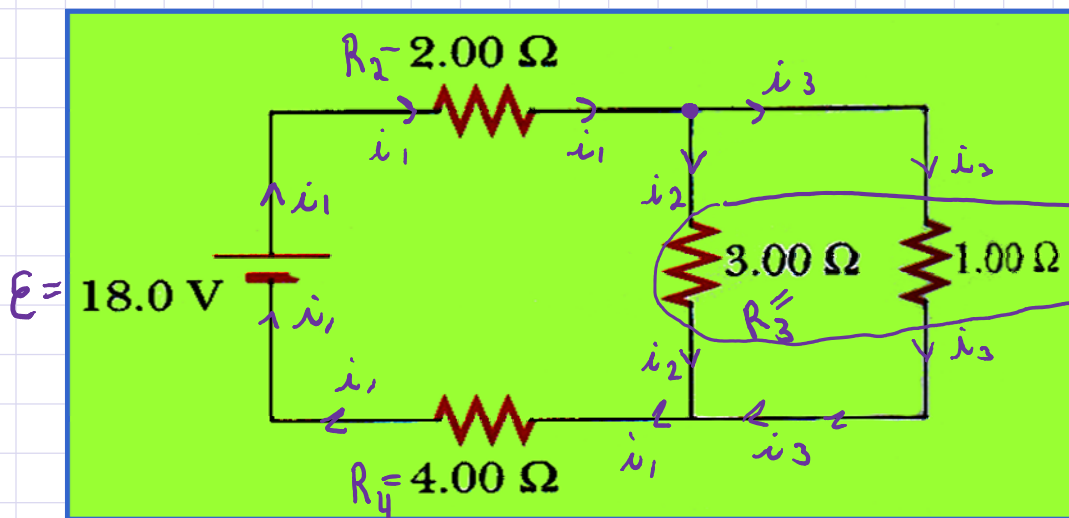 R₂- 2.00 Ω
i₃
i₁
i₁
i₃
i₁
i₂
3.00 Ω
1.00 Ω
ε = 18.0 V
R₃ =
i₁
i₂
i₃
i₁
i₁
i₃
R₄ = 4.00 Ω